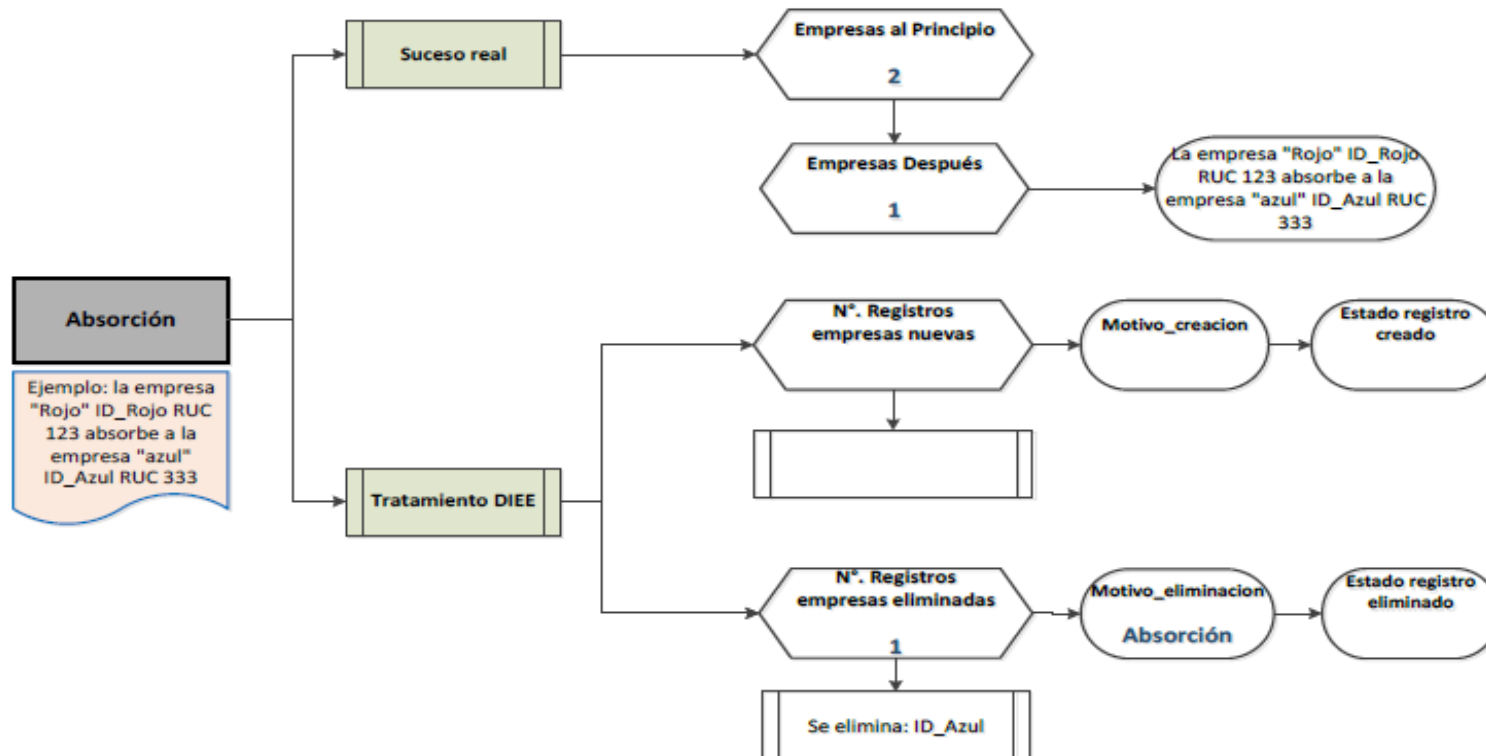 Suceso real
Empresas al Principio
2
Empresas Después
1
La empresa "Rojo" ID_Rojo
RUC 123 absorbe a la
empresa "azul" ID_Azul RUC
333
Absorción
Ejemplo: la empresa
"Rojo" ID_Rojo RUC
123 absorbe a la
empresa "azul"
ID_Azul RUC 333
Tratamiento DIEE
N°. Registros
empresas nuevas
Motivo_creacion
Estado registro
creado
N°. Registros
empresas eliminadas
1
Motivo_eliminacion
Absorción
Estado registro
eliminado
Se elimina: ID_Azul